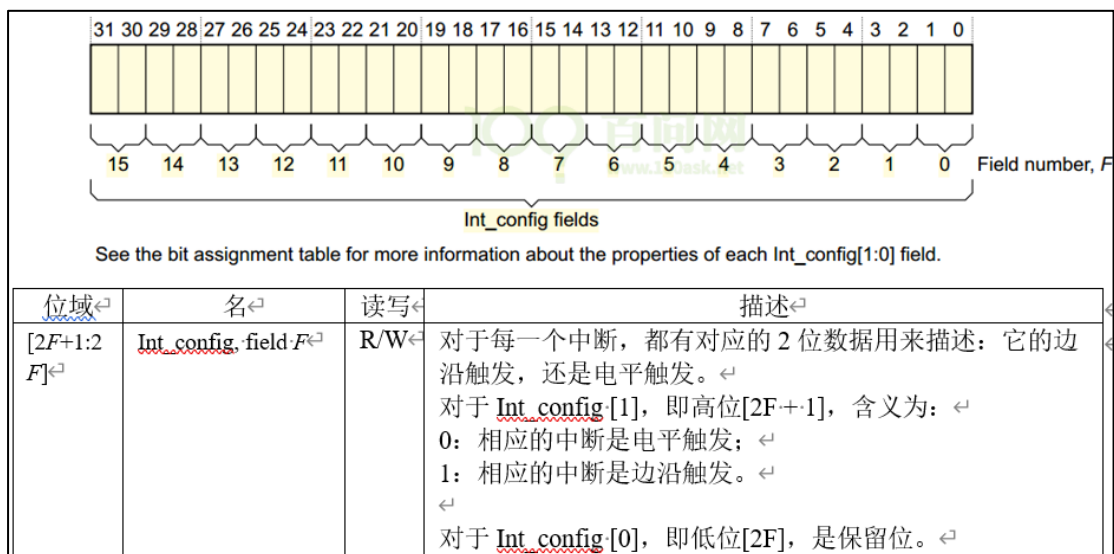 31 30 29 28 27 26 25 24 23 22 21 20 19 18 17 16 15 14 13 12 11 10 9 8 7 6 5 4 3 2 1 0
15 14 13 12 11 10 9 8 7 6 5 4 3 2 1 0 Field number, F
100 百问网
www.100ask.net
Int_config fields
See the bit assignment table for more information about the properties of each Int_config[1:0] field.
位域 名 读写 描述
[2F+1:2 Int_config, field F R/W 对于每一个中断，都有对应的 2 位数据用来描述：它的边
F] 沿触发，还是电平触发。
对于 Int_config [1]，即高位[2F + 1]，含义为：
0：相应的中断是电平触发；
1：相应的中断是边沿触发。
对于 Int_config [0]，即低位[2F]，是保留位。